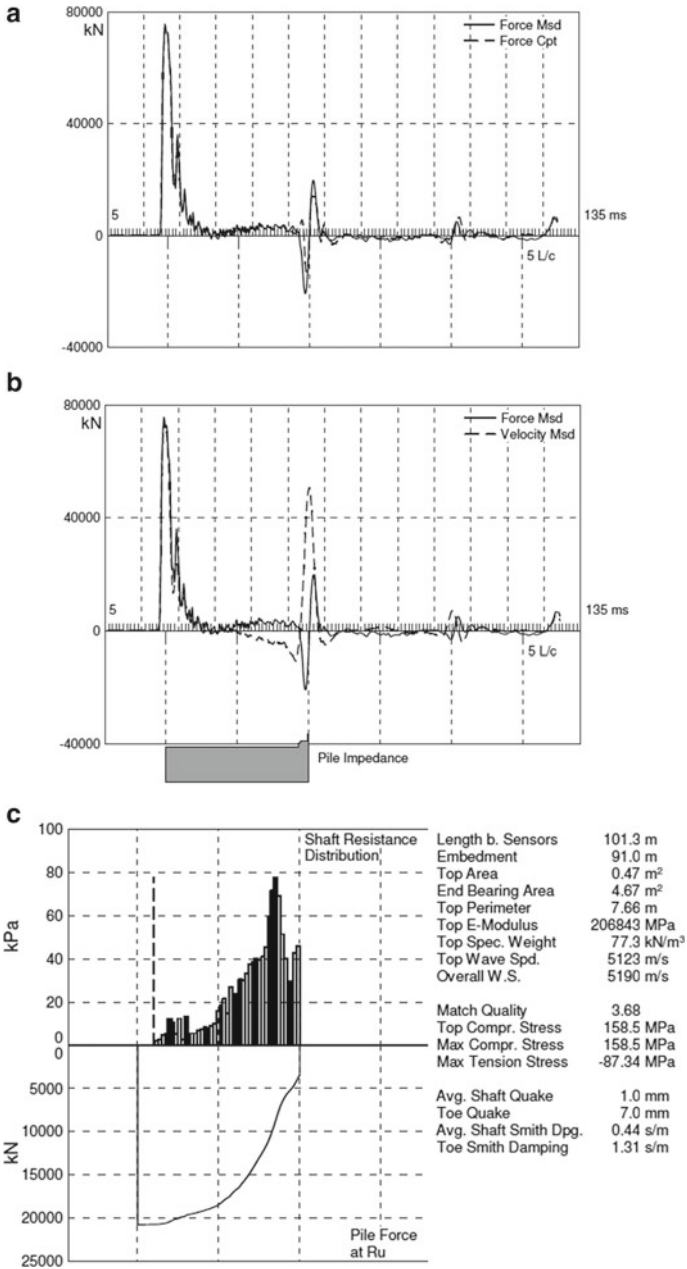 a
80000
kN
Force Msd
Force Cpt
40000
5
135 ms
0
5 L/c
-40000
b
80000
kN
Force Msd
Velocity Msd
40000
5
135 ms
0
5 L/c
-40000
Pile Impedance
c
100
Shaft Resistance
Distribution
80
60
kPa
40
20
0
0
5000
10000
kN
15000
20000
Pile Force
at Ru
25000
Length b. Sensors 101.3 m
Embedment 91.0 m
Top Area 0.47 m²
End Bearing Area 4.67 m²
Top Perimeter 7.66 m
Top E-Modulus 206843 MPa
Top Spec. Weight 77.3 kN/m³
Top Wave Spd. 5123 m/s
Overall W.S. 5190 m/s
Match Quality 3.68
Top Compr. Stress 158.5 MPa
Max Compr. Stress 158.5 MPa
Max Tension Stress -87.34 MPa
Avg. Shaft Quake 1.0 mm
Toe Quake 7.0 mm
Avg. Shaft Smith Dpg. 0.44 s/m
Toe Smith Damping 1.31 s/m